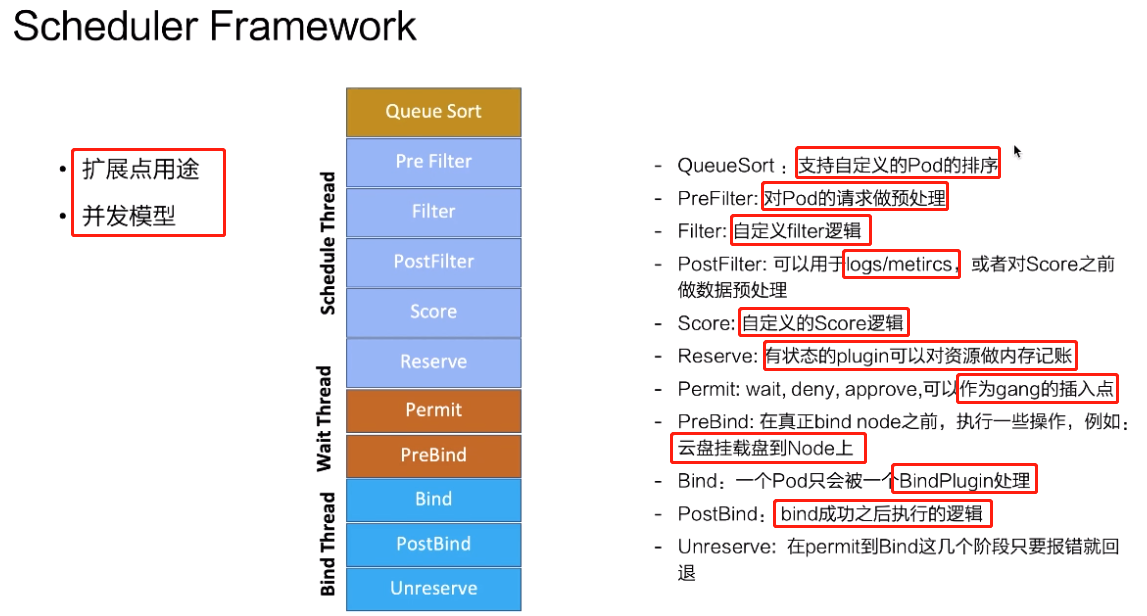 Scheduler Framework
• 扩展点用途
• 并发模型
Schedule Thread
Wait Thread
Bind Thread
Queue Sort
Pre Filter
Filter
PostFilter
Score
Reserve
Permit
PreBind
Bind
PostBind
Unreserve
- QueueSort ：支持自定义的Pod的排序
- PreFilter: 对Pod的请求做预处理
- Filter: 自定义filter逻辑
- PostFilter: 可以用于logs/metircs，或者对Score之前
做数据预处理
- Score: 自定义的Score逻辑
- Reserve: 有状态的plugin可以对资源做内存记账
- Permit: wait, deny, approve,可以作为gang的插入点
- PreBind: 在真正bind node之前，执行一些操作，例如：
云盘挂载盘到Node上
- Bind：一个Pod只会被一个BindPlugin处理
- PostBind： bind成功之后执行的逻辑
- Unreserve: 在permit到Bind这几个阶段只要报错就回
退